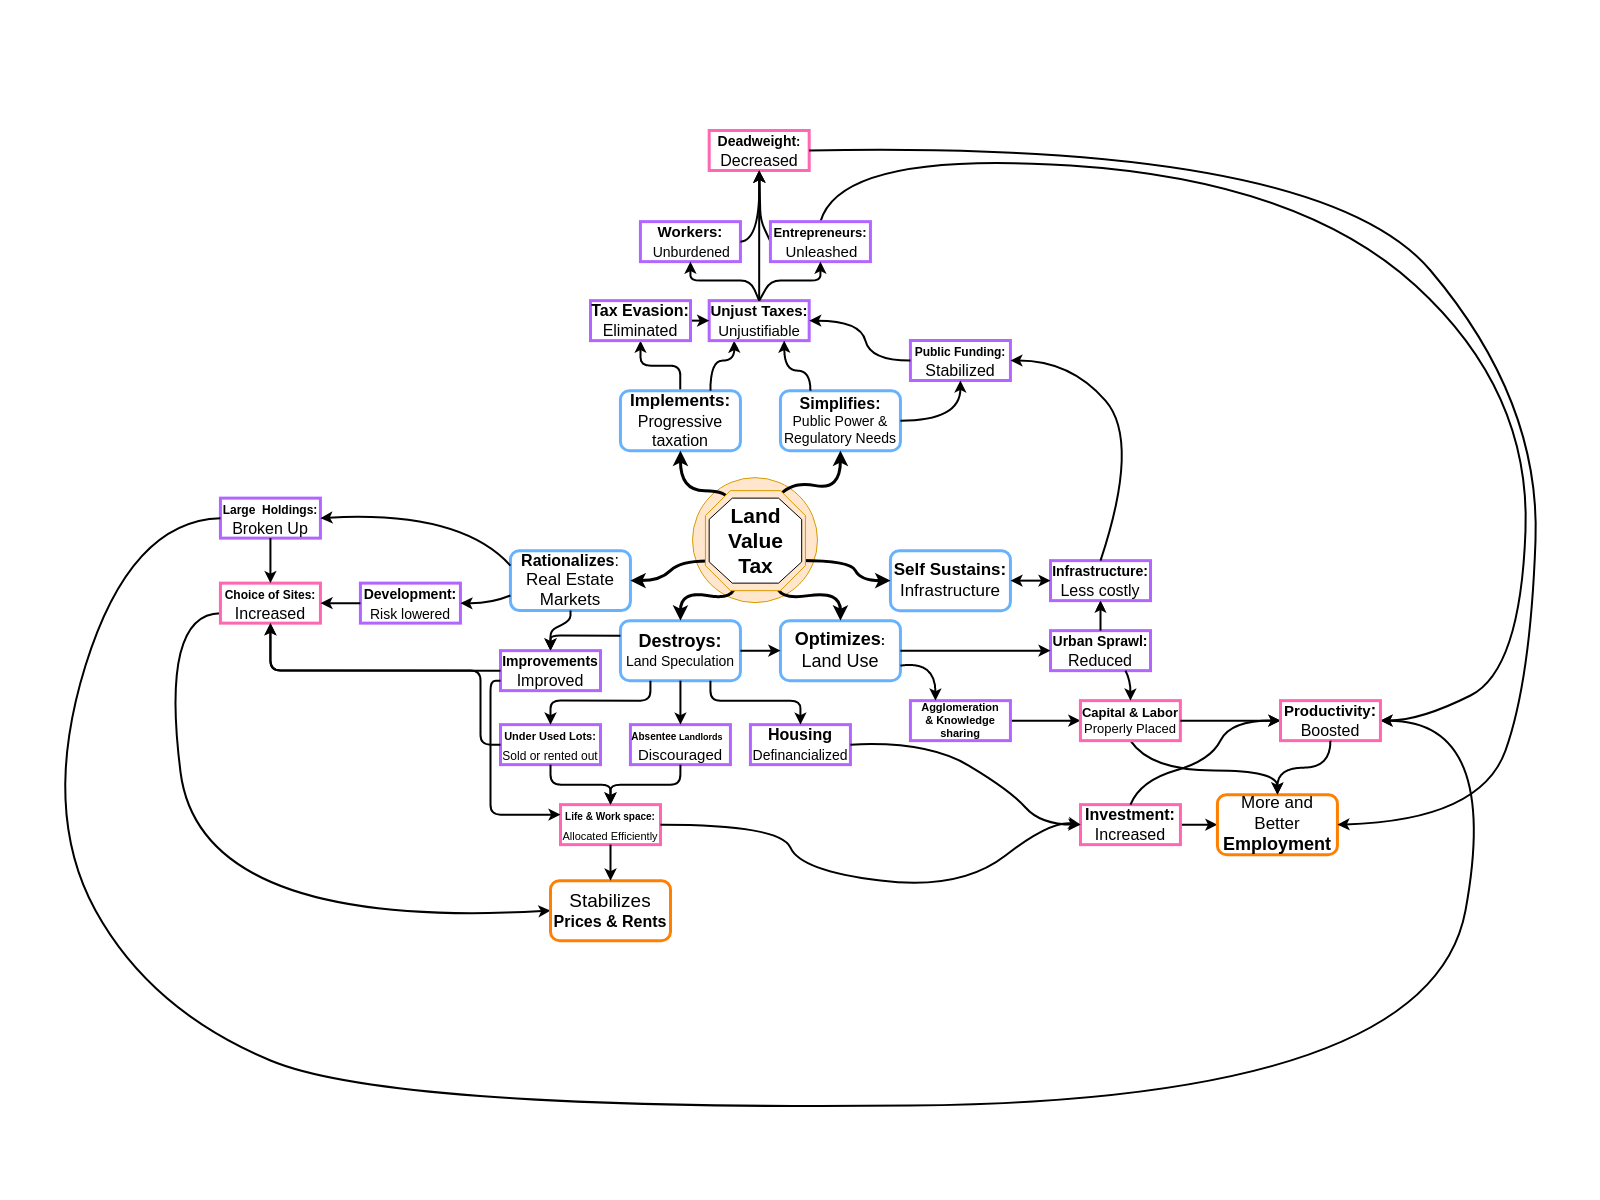 Deadweight:
Decreased
Workers:
Unburdened
Entrepreneurs:
Unleashed
Tax Evasion:
Eliminated
Unjust Taxes:
Unjustifiable
Public Funding:
Stabilized
Implements:
Progressive
taxation
Simplifies:
Public Power &
Regulatory Needs
Land
Value
Tax
Large  Holdings:
Broken Up
Rationalizes:
Real Estate
Markets
Self Sustains:
Infrastructure
Infrastructure:
Less costly
Choice of Sites:
Increased
Development:
Risk lowered
Destroys:
Land Speculation
Optimizes:
Land Use
Urban Sprawl:
Reduced
Improvements
Improved
Agglomeration
& Knowledge
sharing
Capital & Labor
Properly Placed
Productivity:
Boosted
Under Used Lots:
Sold or rented out
Absentee Landlords
Discouraged
Housing
Definancialized
Life & Work space:
Allocated Efficiently
Investment:
Increased
More and
Better
Employment
Stabilizes
Prices & Rents